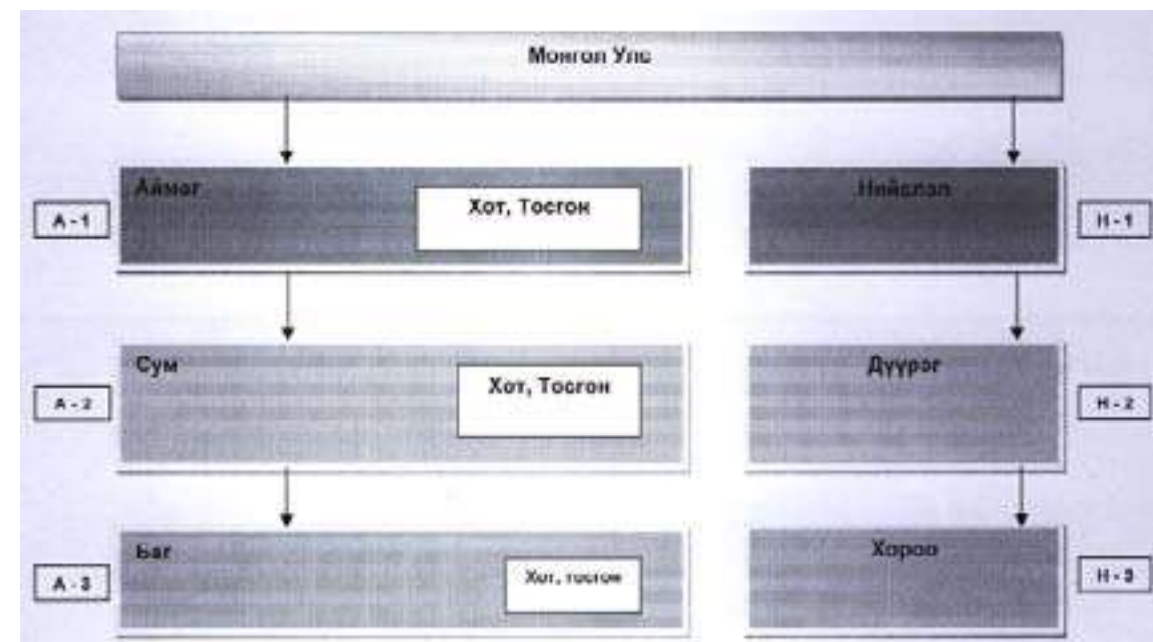 Монгол Улс
Аймаг
Хот, Тосгон
Нийслэл
А - 1
Н - 1
Сум
Хот, Тосгон
Дүүрэг
А - 2
Н - 2
Баг
Хот, тосгон
Хороо
А - 3
Н - 3